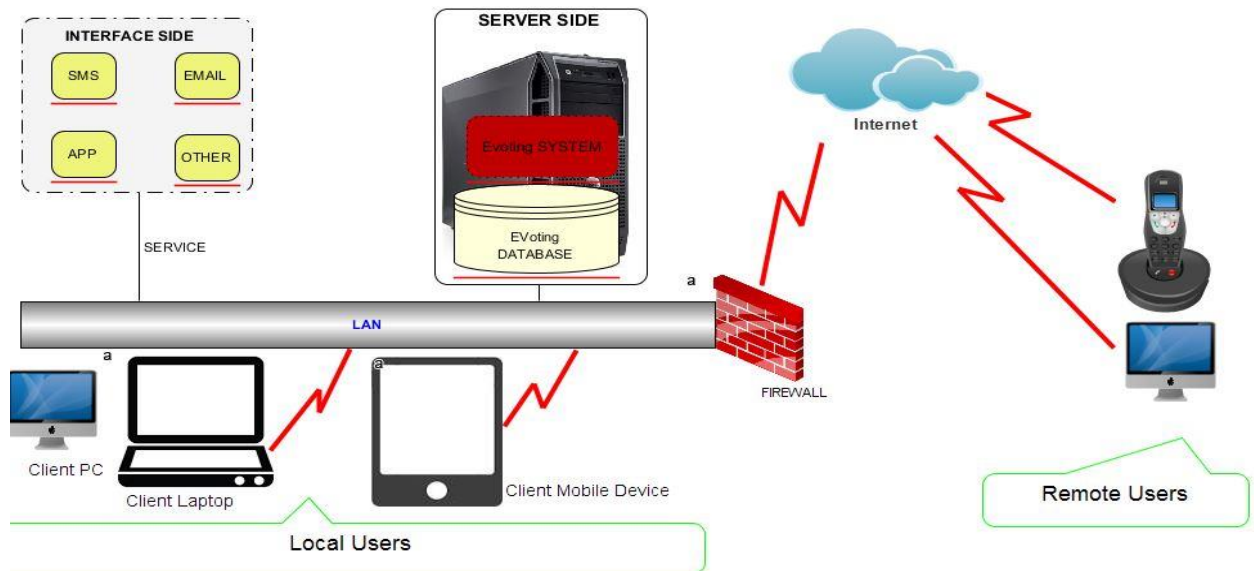 INTERFACE SIDE
SMS
EMAIL
APP
OTHER
SERVICE
SERVER SIDE
Evoting SYSTEM
EVoting
DATABASE
Internet
a
LAN
FIREWALL
a
a
Client PC
Client Laptop
Client Mobile Device
Local Users
Remote Users